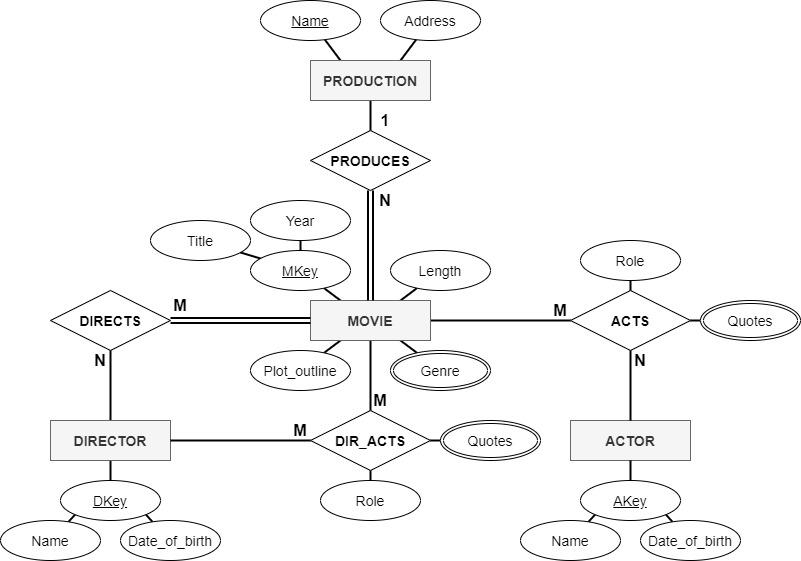 Name
Address
PRODUCTION
1
PRODUCES
N
Year
Title
MKey
Length
Role
M
DIRECTS
MOVIE
M
ACTS
Quotes
N
Plot_outline
Genre
N
M
DIRECTOR
M
DIR_ACTS
Quotes
ACTOR
DKey
Role
AKey
Name
Date_of_birth
Name
Date_of_birth